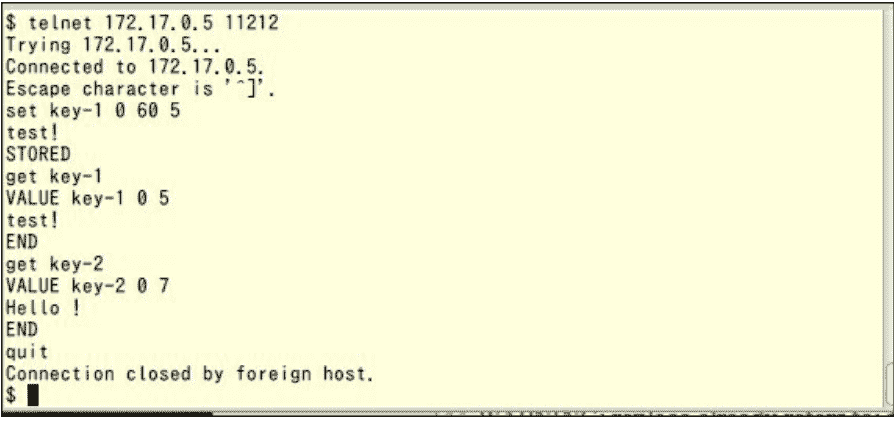 $ telnet 172.17.0.5 11212
Trying 172.17.0.5...
Connected to 172.17.0.5.
Escape character is '^]'.
set key-1 0 60 5
test!
STORED
get key-1
VALUE key-1 0 5
test!
END
get key-2
VALUE key-2 0 7
Hello !
END
quit
Connection closed by foreign host.
$